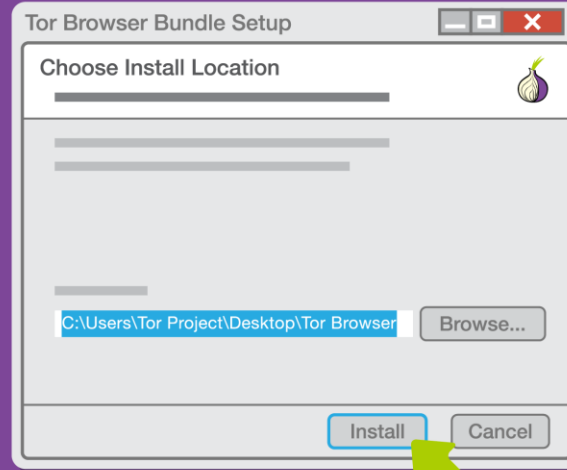 Tor Browser Bundle Setup
Choose Install Location
C:\Users\Tor Project\Desktop\Tor Browser
Browse...
Install
Cancel